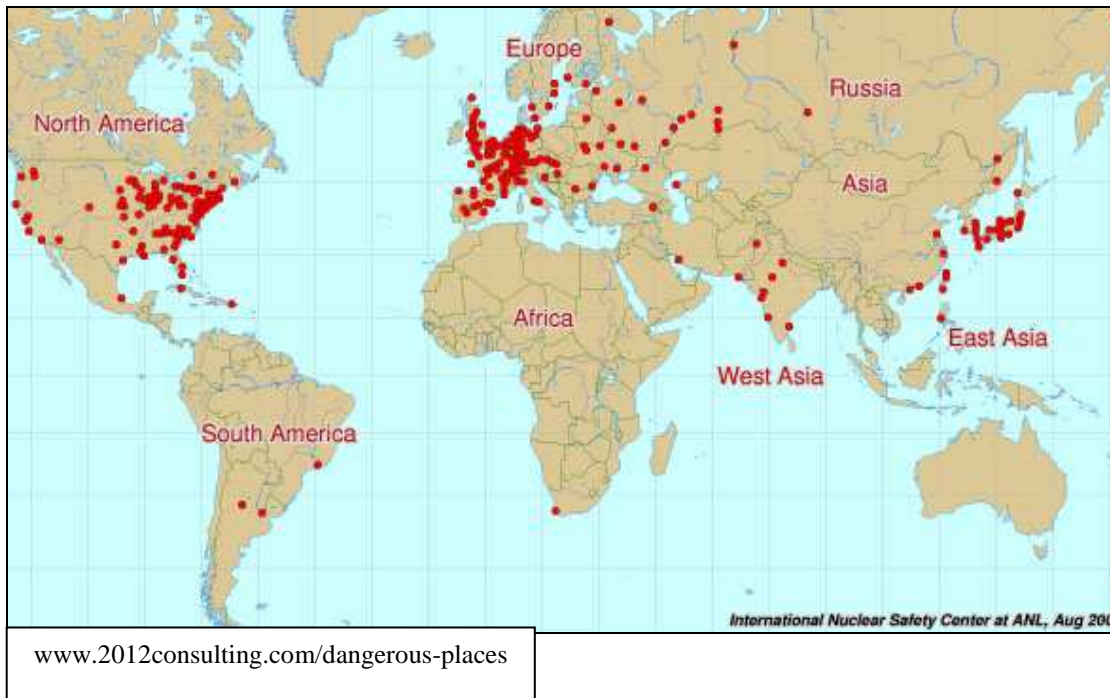 Europe
Russia
North America
Asia
Africa
East Asia
West Asia
South America
International Nuclear Safety Center at ANL, Aug 200
www.2012consulting.com/dangerous-places